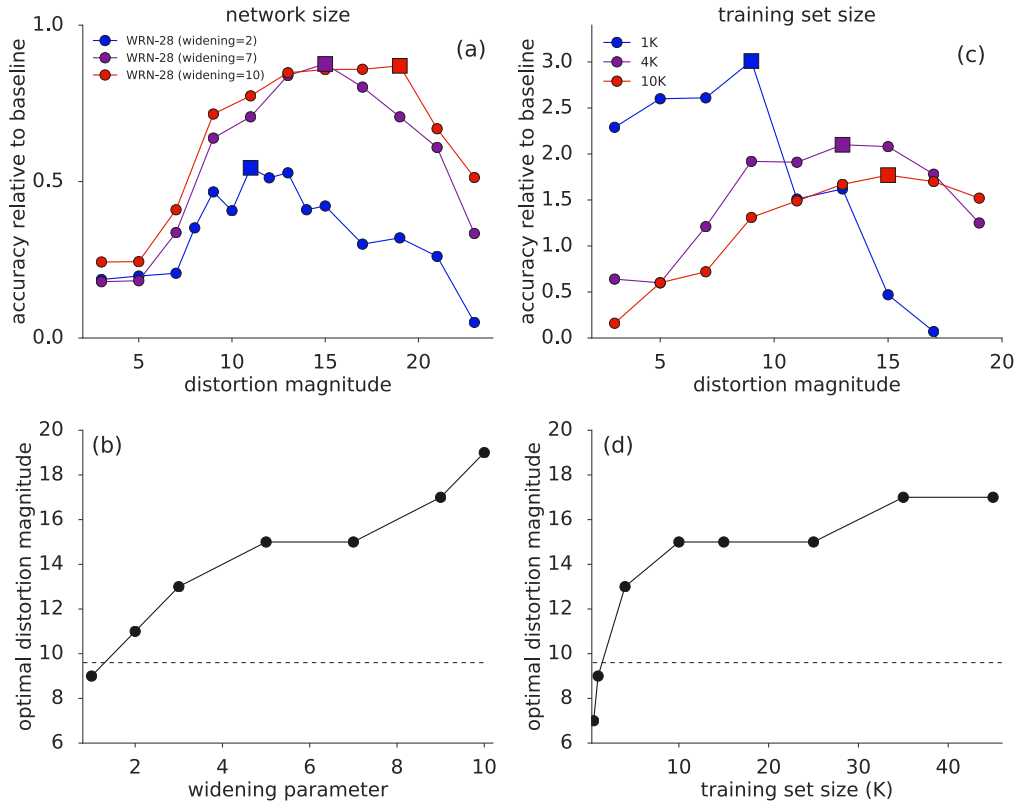 network size
(a)
WRN-28 (widening=2)
WRN-28 (widening=7)
WRN-28 (widening=10)
accuracy relative to baseline
1.0
0.5
0.0
5 10 15 20
distortion magnitude
training set size
(c)
1K
4K
10K
accuracy relative to baseline
3.0
2.5
2.0
1.5
1.0
0.5
0.0
5 10 15 20
distortion magnitude
(b)
optimal distortion magnitude
20
18
16
14
12
10
8
6
2 4 6 8 10
widening parameter
(d)
optimal distortion magnitude
20
18
16
14
12
10
8
6
10 20 30 40
training set size (K)